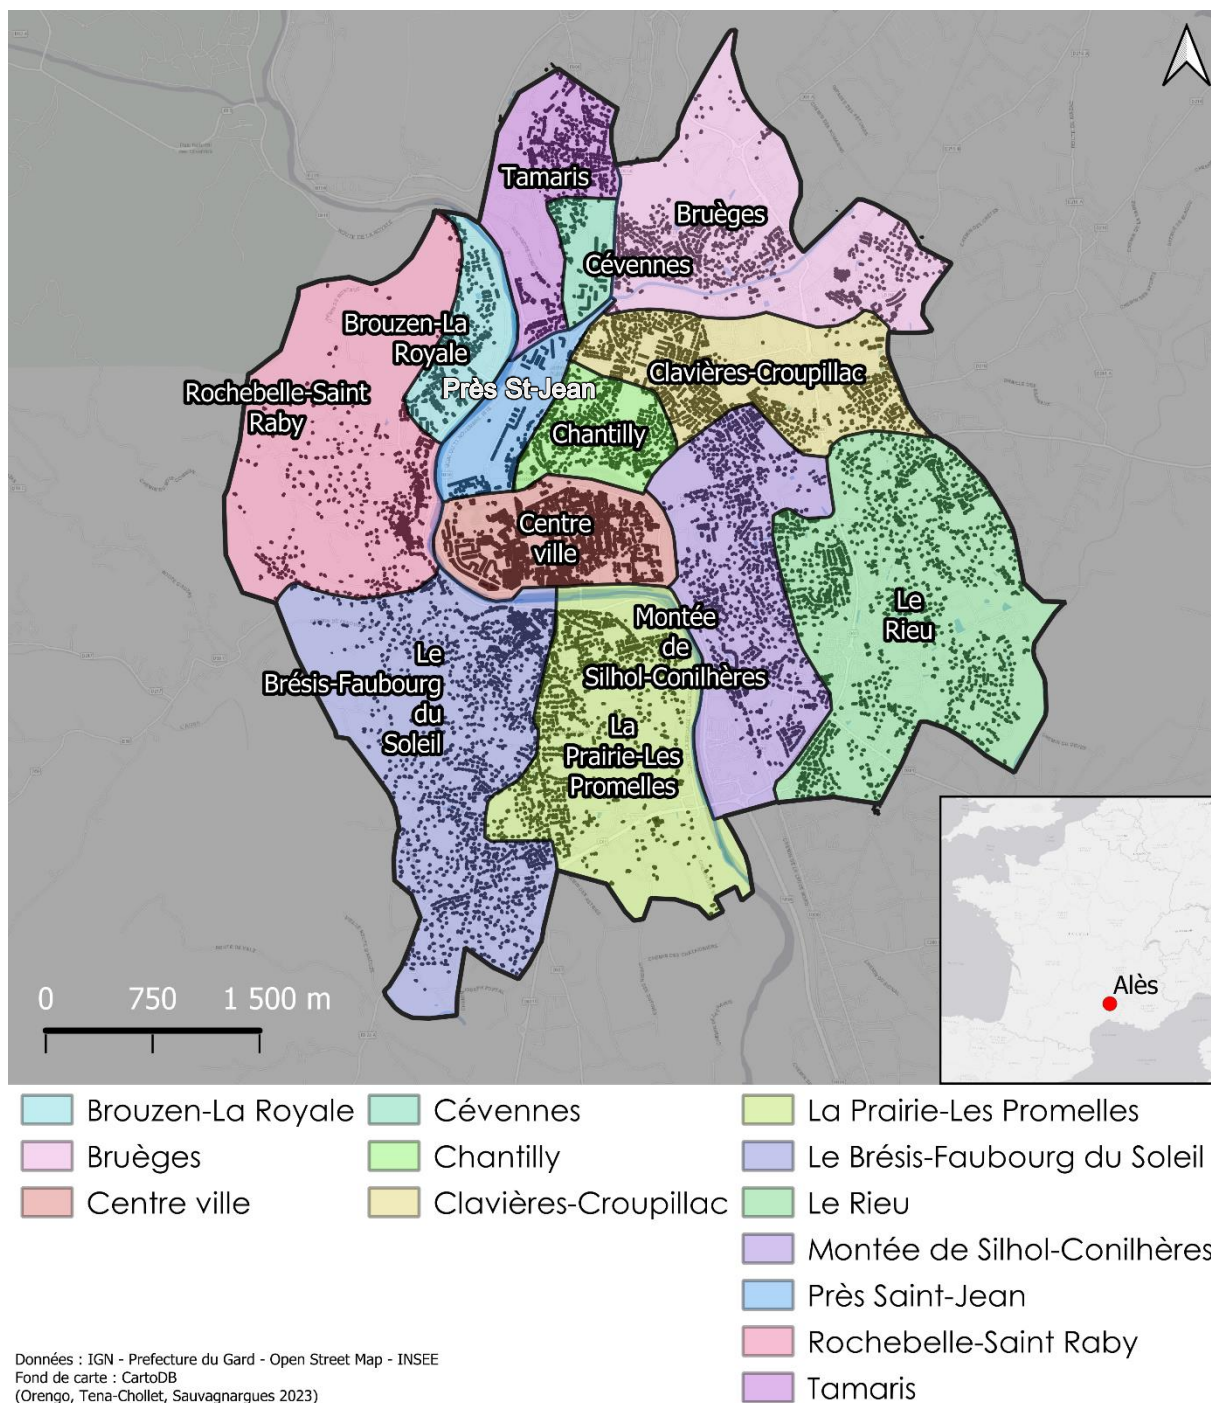 Tamaris
Bruèges
Cévennes
Brouzen-La
Royale
Près St-Jean
Clavières-Croupillac
Rochebelle-Saint
Raby
Chantilly
Centre
ville
Le
Rieu
Montée
de
Silhol-Conilhères
Le
Brésis-Faubourg
du
Soleil
La
Prairie-Les
Promelles
0 750 1 500 m
Alès
Brouzen-La Royale
Bruèges
Centre ville
Cévennes
Chantilly
Clavières-Croupillac
La Prairie-Les Promelles
Le Brésis-Faubourg du Soleil
Le Rieu
Montée de Silhol-Conilhères
Près Saint-Jean
Rochebelle-Saint Raby
Tamaris
Données : IGN - Prefecture du Gard - Open Street Map - INSEE
Fond de carte : CartoDB
(Orengo, Tena-Chollet, Sauvagnargues 2023)